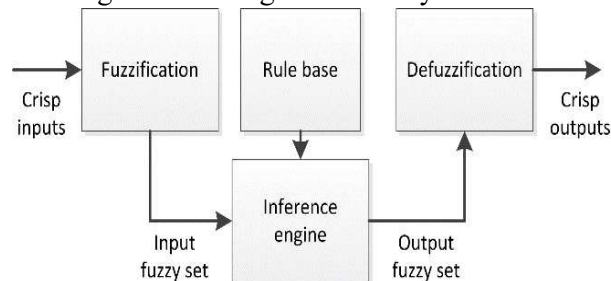 Fuzzification
Rule base
Defuzzification
Crisp
inputs
Crisp
outputs
Inference
engine
Input
fuzzy set
Output
fuzzy set